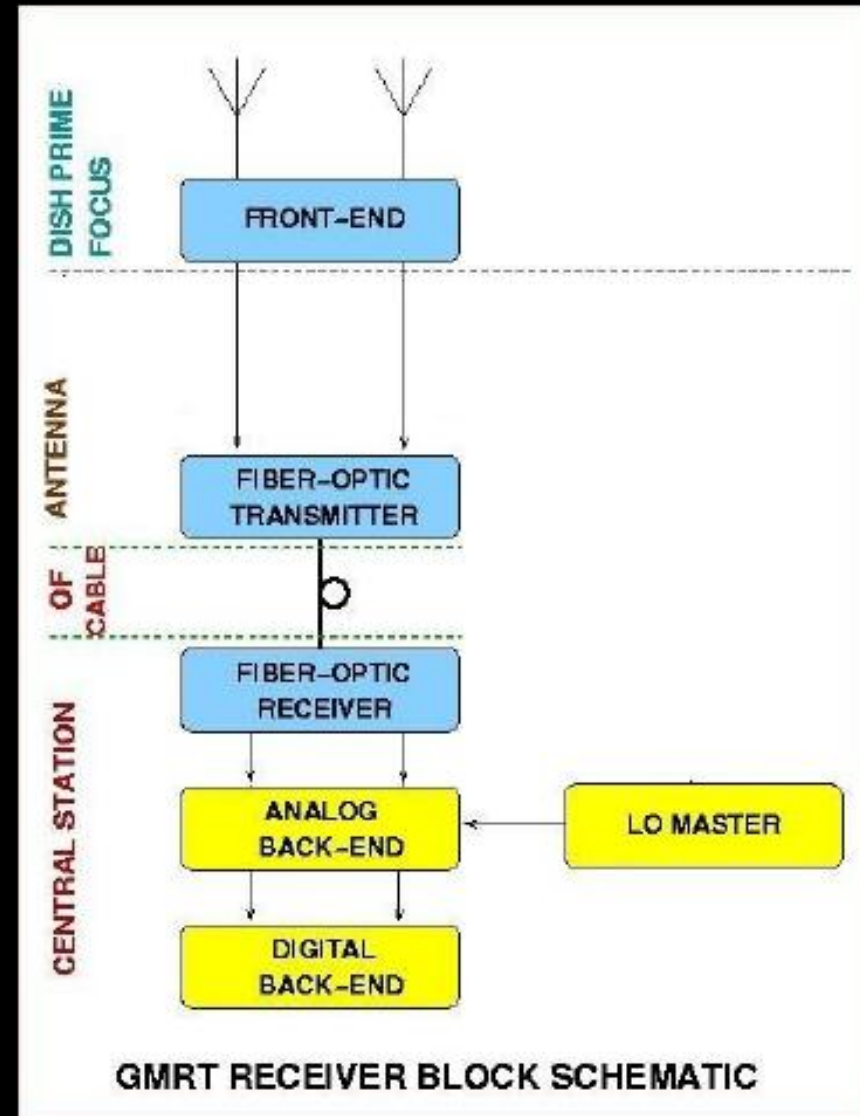 DISH PRIME
FOCUS
FRONT-END
ANTENNA
FIBER-OPTIC
TRANSMITTER
OF
CABLE
FIBER-OPTIC
RECEIVER
CENTRAL STATION
ANALOG
BACK-END
LO MASTER
DIGITAL
BACK-END
GMRT RECEIVER BLOCK SCHEMATIC